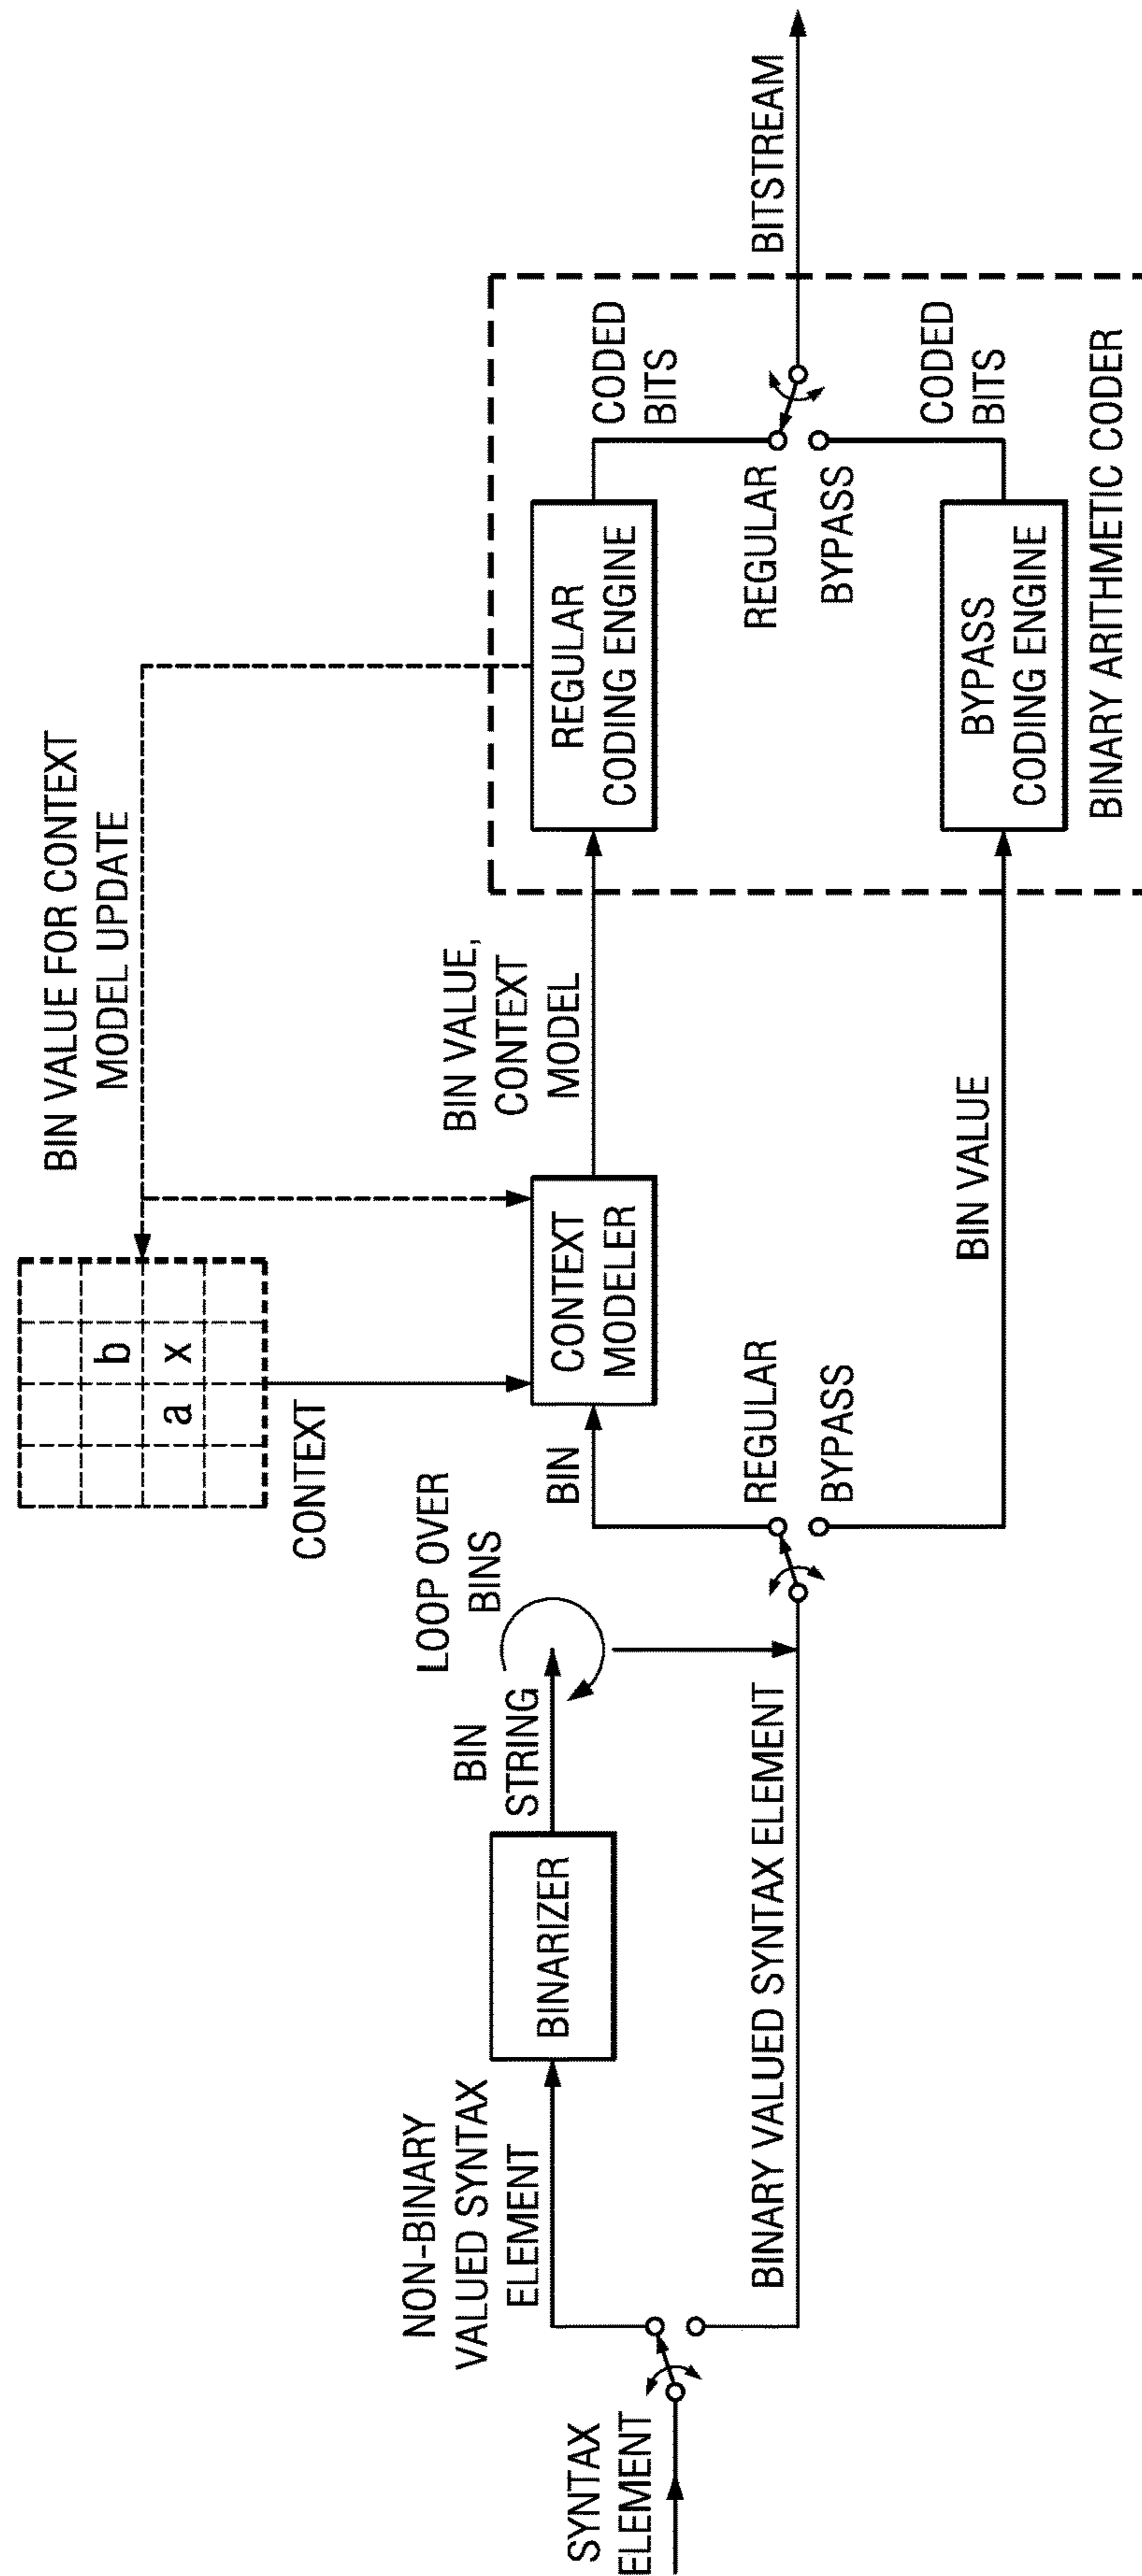 SYNTAX
ELEMENT
NON-BINARY
VALUED SYNTAX
ELEMENT
BINARIZER
BIN
STRING
LOOP OVER
BINS
BINARY VALUED SYNTAX ELEMENT
REGULAR
BYPASS
BIN
CONTEXT
b
a x
BIN VALUE FOR CONTEXT
MODEL UPDATE
CONTEXT
MODELER
BIN VALUE,
CONTEXT
MODEL
BIN VALUE
REGULAR
CODING ENGINE
BYPASS
CODING ENGINE
CODED
BITS
REGULAR
BYPASS
CODED
BITS
BINARY ARITHMETIC CODER
BITSTREAM